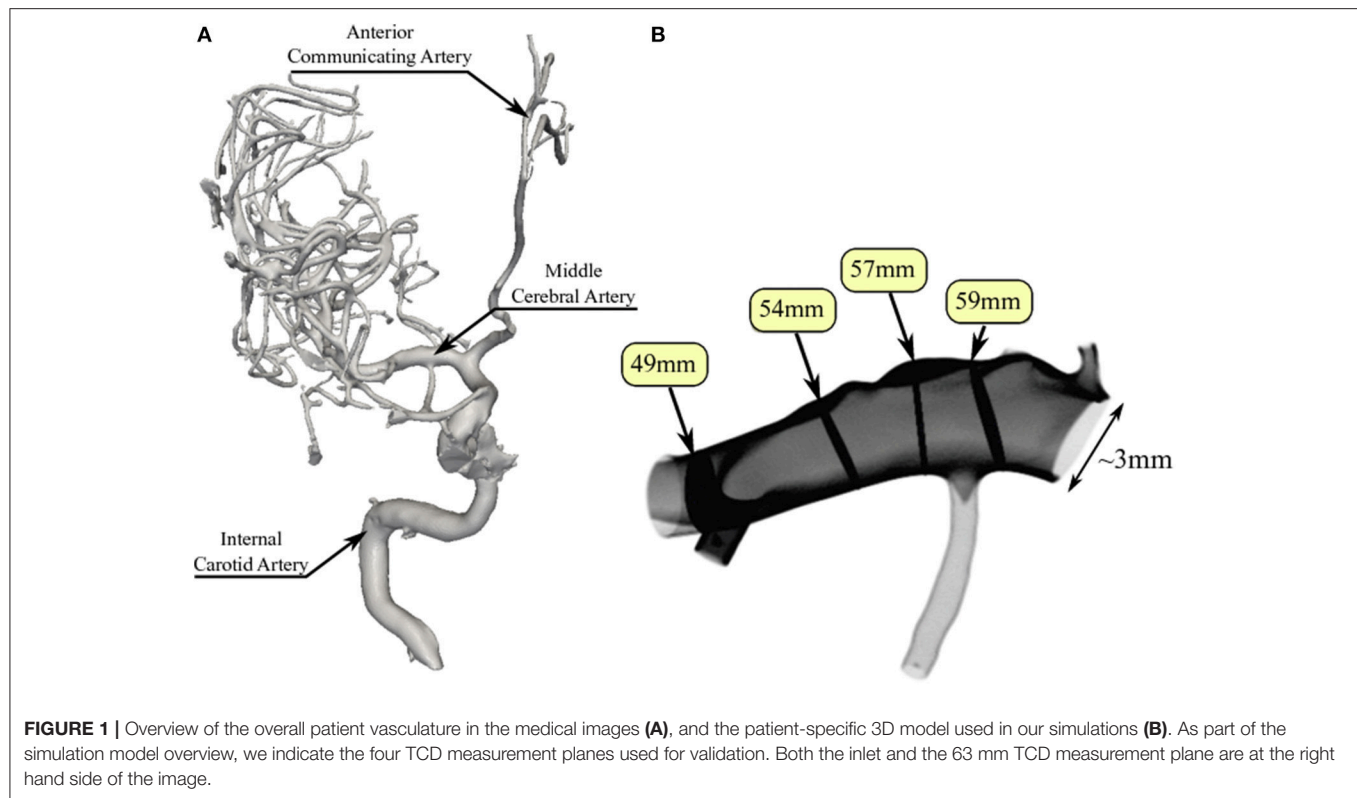 A
Anterior
Communicating Artery
Middle
Cerebral Artery
Internal
Carotid Artery
B
49mm
54mm
57mm
59mm
~3mm
FIGURE 1 | Overview of the overall patient vasculature in the medical images (A), and the patient-specific 3D model used in our simulations (B). As part of the
simulation model overview, we indicate the four TCD measurement planes used for validation. Both the inlet and the 63 mm TCD measurement plane are at the right
hand side of the image.